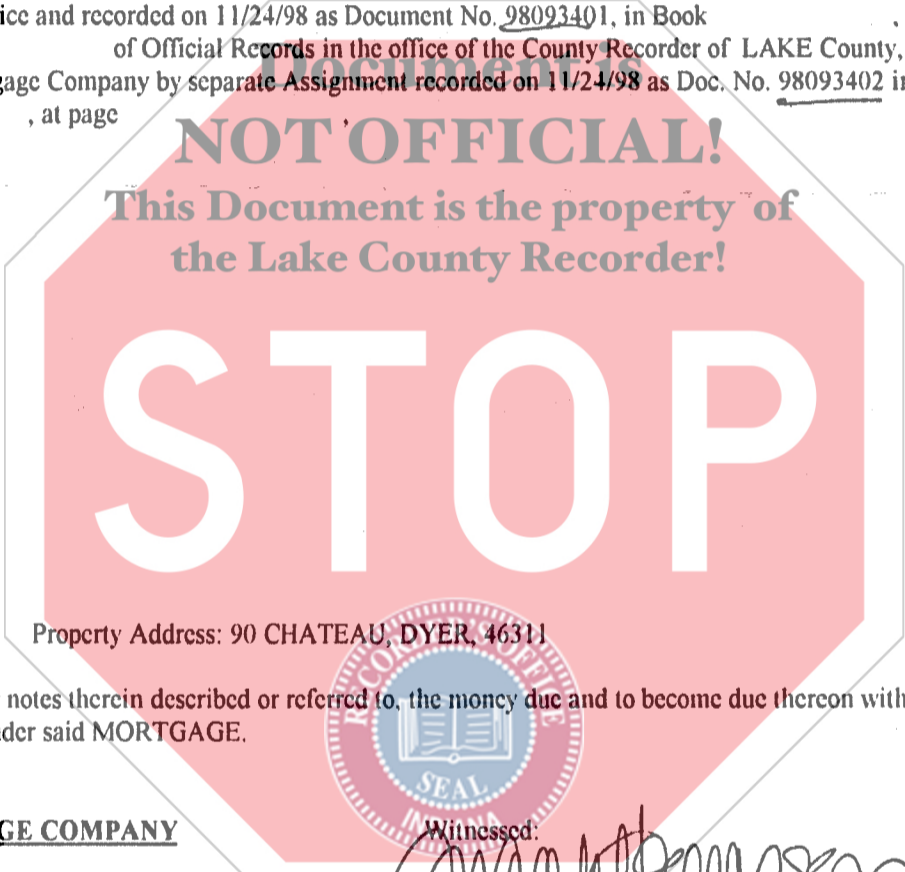 ice and recorded on 11/24/98 as Document No. 98093401, in Book
of Official Records in the office of the County Recorder of LAKE County,
Document is
gage Company by separate Assignment recorded on 11/24/98 as Doc. No. 98093402 in
, at page
NOT OFFICIAL!
This Document is the property of
the Lake County Recorder!
STOP
Property Address: 90 CHATEAU, DYER, 46311
RECORDER'S OFFICE
notes therein described or referred to, the money due and to become due thereon with
der said MORTGAGE.
SEAL
INDIANA
GE COMPANY
Witnessed: